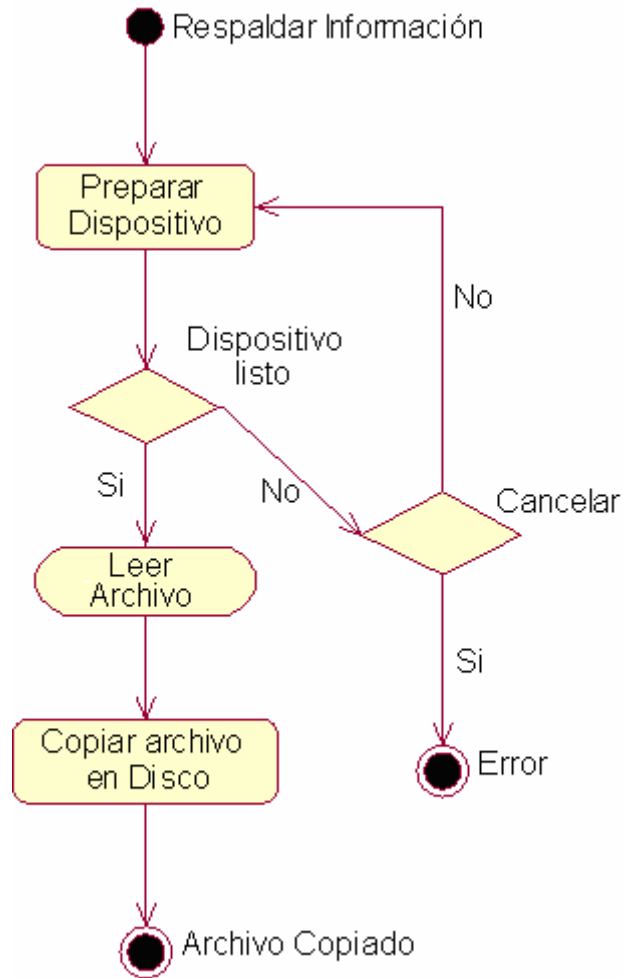 Respaldar Información
Preparar
Dispositivo
No
Dispositivo
listo
Si
No
Cancelar
Leer
Archivo
Si
Copiar archivo
en Disco
Error
Archivo Copiado